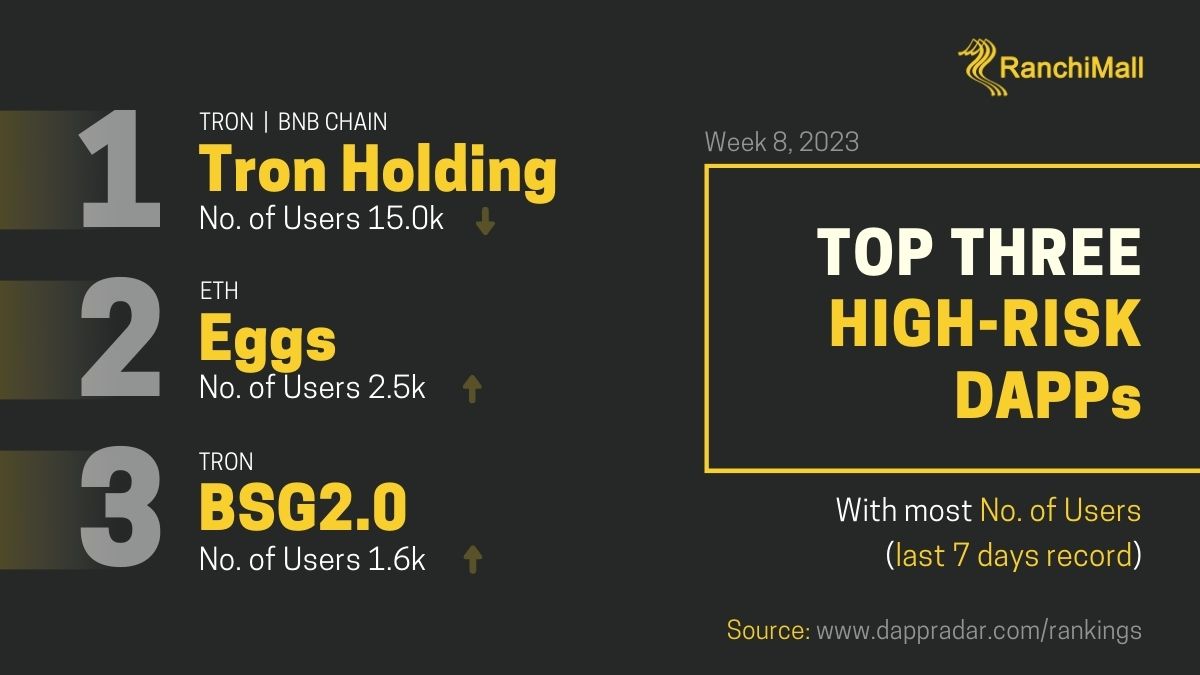 RanchiMall
1
TRON | BNB CHAIN
Tron Holding
No. of Users 15.0k
2
ETH
Eggs
No. of Users 2.5k
3
TRON
BSG2.0
No. of Users 1.6k
Week 8, 2023
TOP THREE
HIGH-RISK
DAPPs
With most No. of Users
(last 7 days record)
Source: www.dappradar.com/rankings